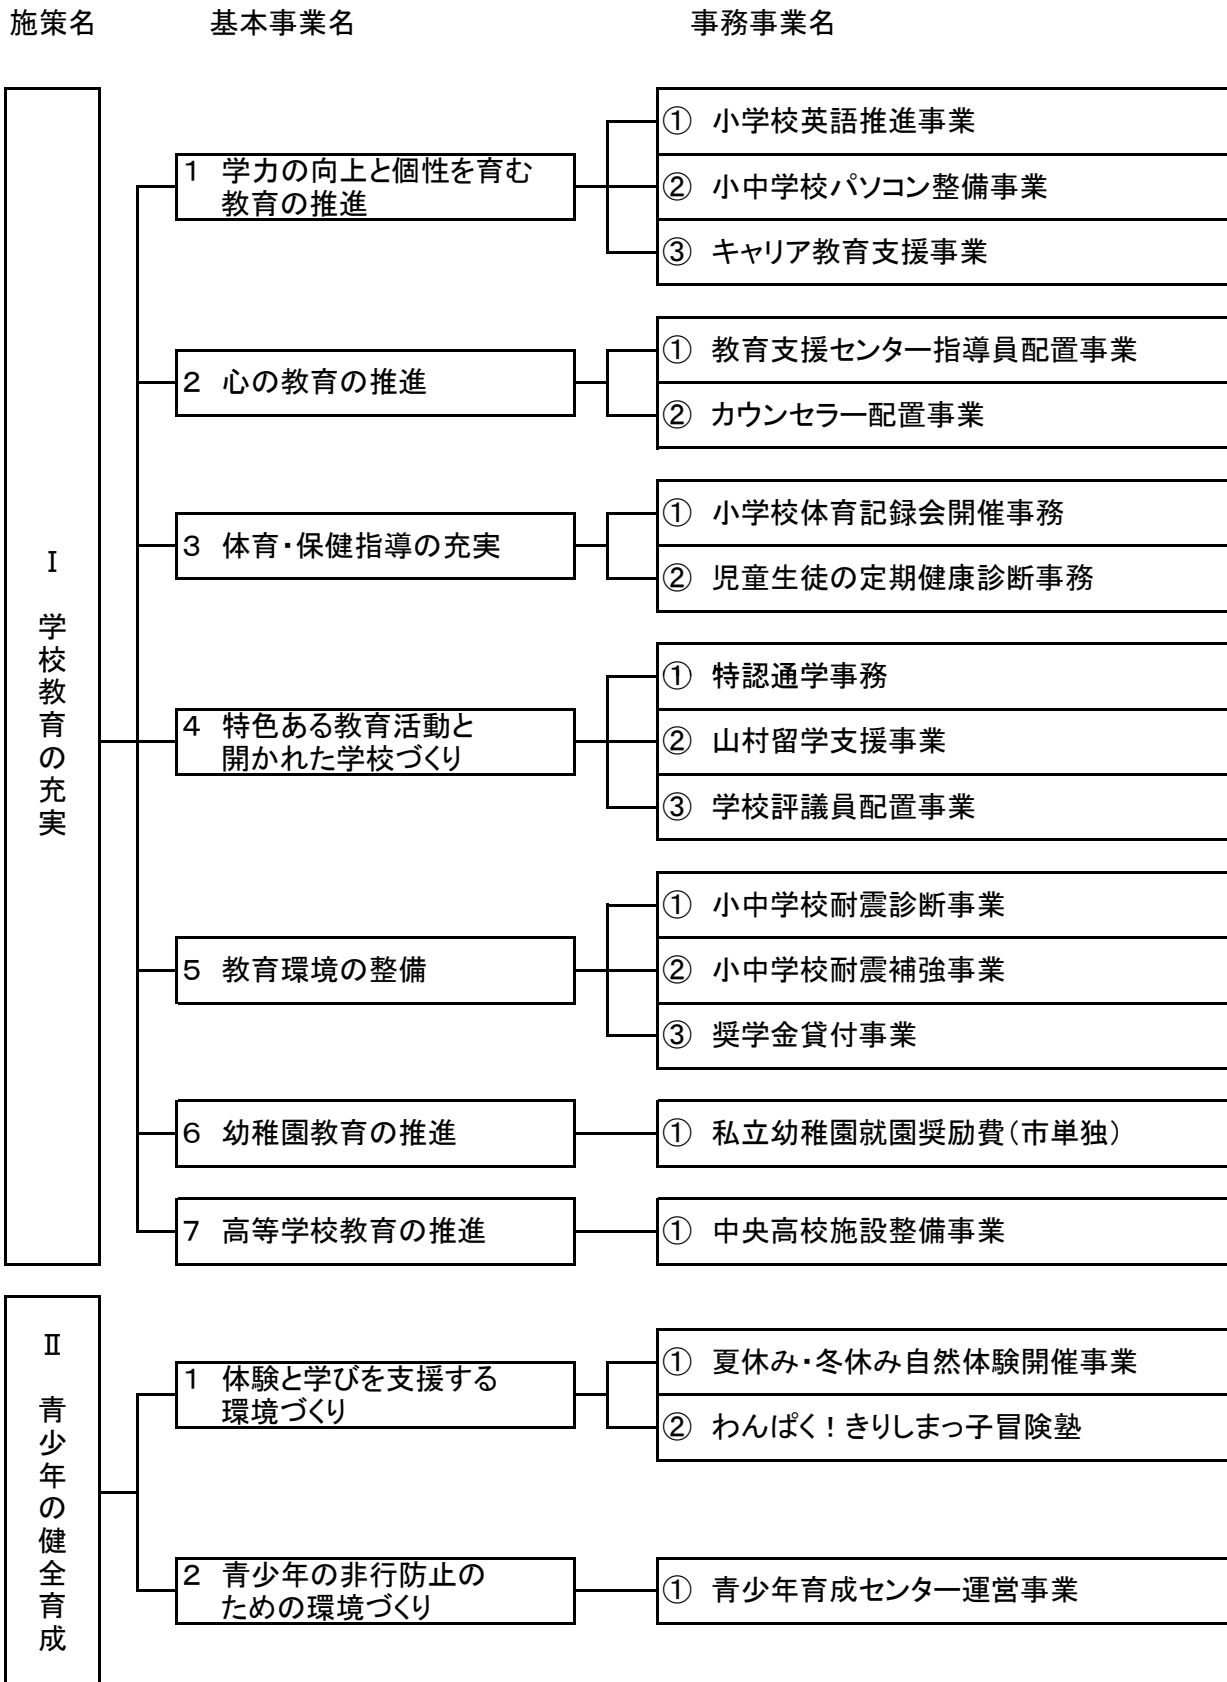 施策名 基本事業名 事務事業名
Ⅰ 学校教育の充実
1 学力の向上と個性を育む
教育の推進
① 小学校英語推進事業
② 小中学校パソコン整備事業
③ キャリア教育支援事業
2 心の教育の推進
① 教育支援センター指導員配置事業
② カウンセラー配置事業
3 体育・保健指導の充実
① 小学校体育記録会開催事務
② 児童生徒の定期健康診断事務
4 特色ある教育活動と
開かれた学校づくり
① 特認通学事務
② 山村留学支援事業
③ 学校評議員配置事業
5 教育環境の整備
① 小中学校耐震診断事業
② 小中学校耐震補強事業
③ 奨学金貸付事業
6 幼稚園教育の推進
① 私立幼稚園就園奨励費（市単独）
7 高等学校教育の推進
① 中央高校施設整備事業
Ⅱ 青少年の健全育成
1 体験と学びを支援する
環境づくり
① 夏休み・冬休み自然体験開催事業
② わんぱく！きりしまっ子冒険塾
2 青少年の非行防止の
ための環境づくり
① 青少年育成センター運営事業